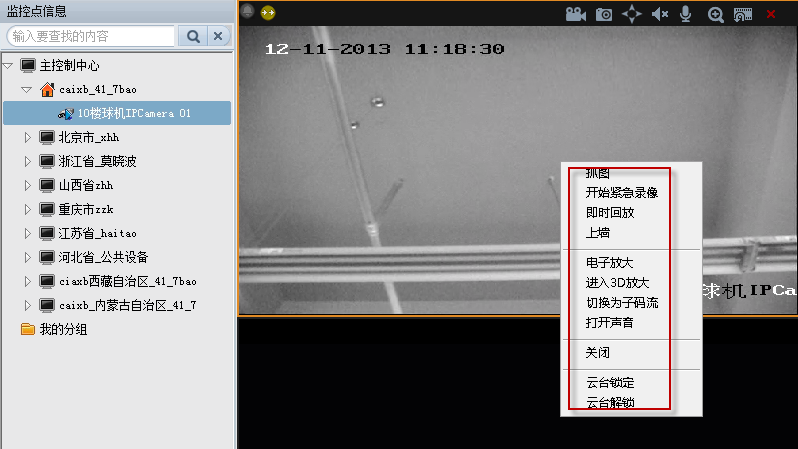 监控点信息
输入要查找的内容
主控制中心
caixb_41_7bao
10楼球机IPCamera 01
北京市_xhh
浙江省_莫晓波
山西省zhh
重庆市zzk
江苏省_haitao
河北省_公共设备
ciaxb西藏自治区_41_7bao
caixb_内蒙古自治区_41_7
我的分组
12-11-2013 11:18:30
抓图
开始紧急录像
即时回放
上墙
电子放大
进入3D放大
切换为子码流
打开声音
关闭
云台锁定
云台解锁
球机IPCa